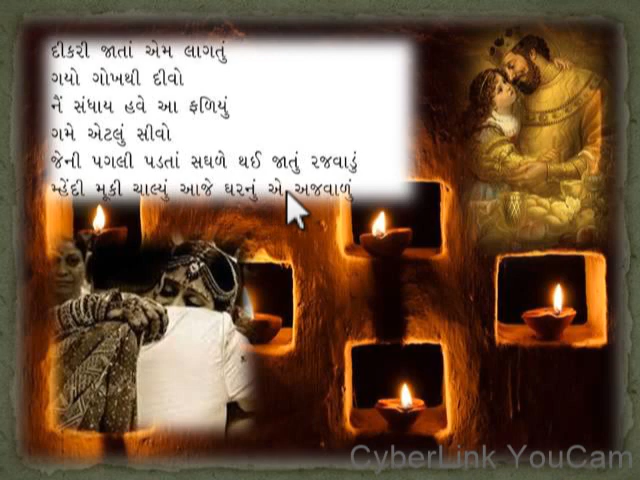 દીકરી જાતાં એમ લાગતું
ગયો ગોખથી દીવો
નૈં સંધાય હવે આ ફળિયું
ગમે એટલું સીવો
જેની પગલી પડતાં સઘળે થઈ જાતું રજવાડું
મ્હેંદી મૂકી ચાલ્યું આજે ઘરનું એ અજવાળું
CyberLink YouCam